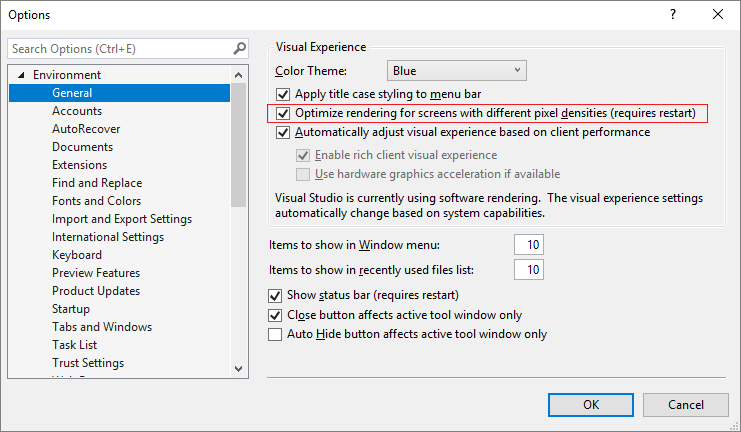 Options
?
Search Options (Ctrl+E)
Environment
General
Accounts
AutoRecover
Documents
Extensions
Find and Replace
Fonts and Colors
Import and Export Settings
International Settings
Keyboard
Preview Features
Product Updates
Startup
Tabs and Windows
Task List
Trust Settings
Visual Experience
Color Theme: Blue
Apply title case styling to menu bar
Optimize rendering for screens with different pixel densities (requires restart)
Automatically adjust visual experience based on client performance
Enable rich client visual experience
Use hardware graphics acceleration if available
Visual Studio is currently using software rendering.  The visual experience settings
automatically change based on system capabilities.
Items to show in Window menu: 10
Items to show in recently used files list: 10
Show status bar (requires restart)
Close button affects active tool window only
Auto Hide button affects active tool window only
OK
Cancel